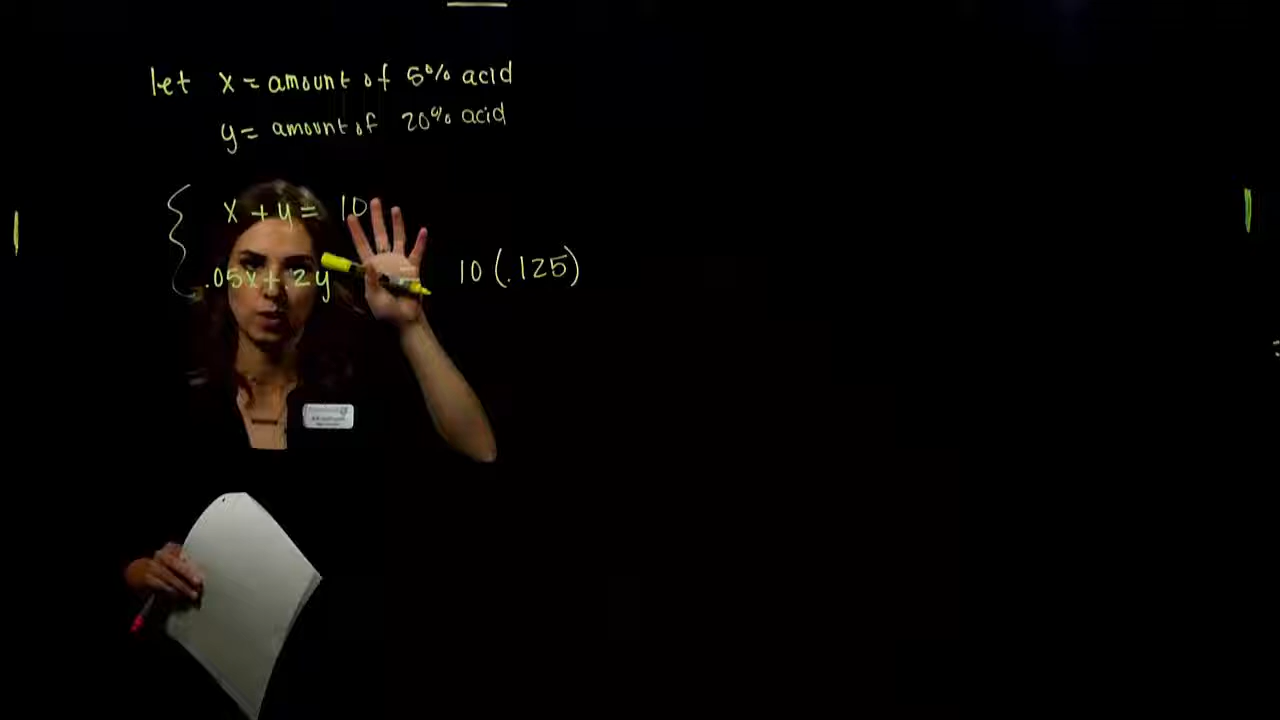 let x = amount of 5% acid
y = amount of 20% acid
x + y = 10
.05x + .2y = 10 (.125)